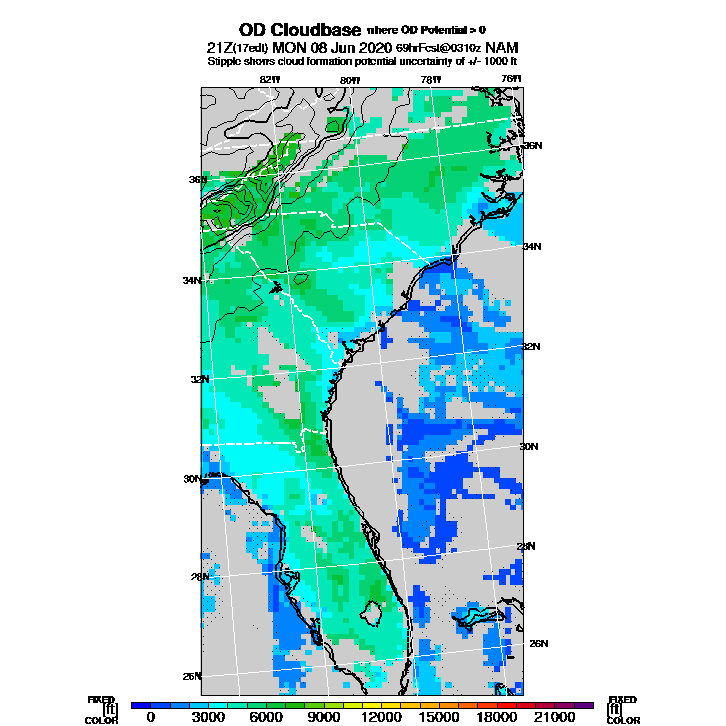 OD Cloudbase where OD Potential > 0
21Z(17edt) MON 08 Jun 2020 69hrFcst@0310z NAM
Stipple shows cloud formation potential uncertainty of +/- 1000 ft
82W 80W 78W 76W
36N 36N
34N 34N
32N 32N
30N 30N
28N 28N
26N 26N
FIXED FIXED
[ft] 0 3000 6000 9000 12000 15000 18000 21000 [ft]
COLOR COLOR